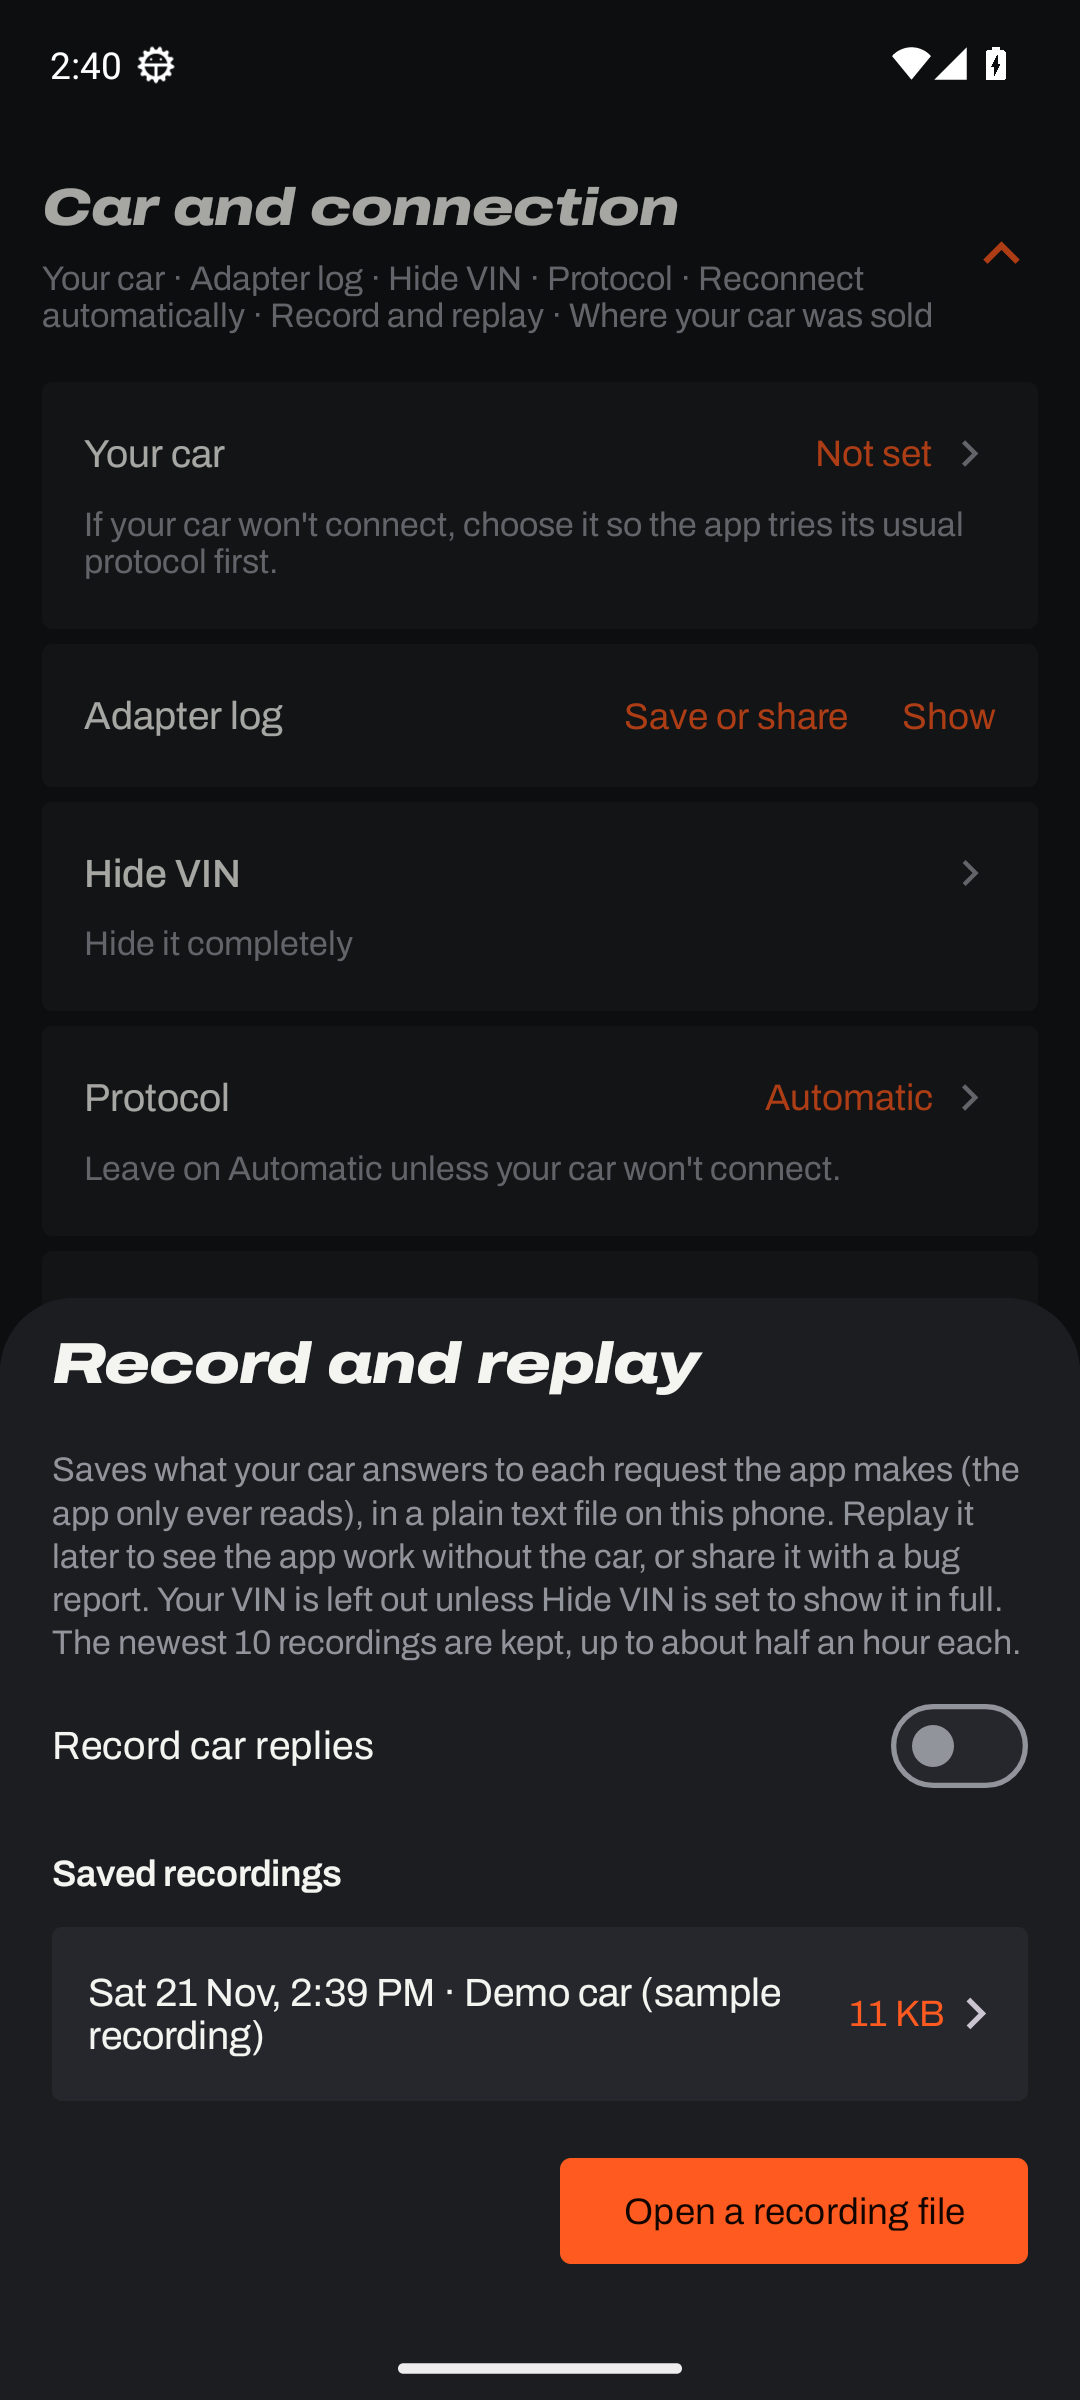 2:40
Car and connection
Your car · Adapter log · Hide VIN · Protocol · Reconnect
automatically · Record and replay · Where your car was sold
Your car
Not set
If your car won't connect, choose it so the app tries its usual
protocol first.
Adapter log
Save or share
Show
Hide VIN
Hide it completely
Protocol
Automatic
Leave on Automatic unless your car won't connect.
Record and replay
Saves what your car answers to each request the app makes (the
app only ever reads), in a plain text file on this phone. Replay it
later to see the app work without the car, or share it with a bug
report. Your VIN is left out unless Hide VIN is set to show it in full.
The newest 10 recordings are kept, up to about half an hour each.
Record car replies
Saved recordings
Sat 21 Nov, 2:39 PM · Demo car (sample
recording)
11 KB
Open a recording file